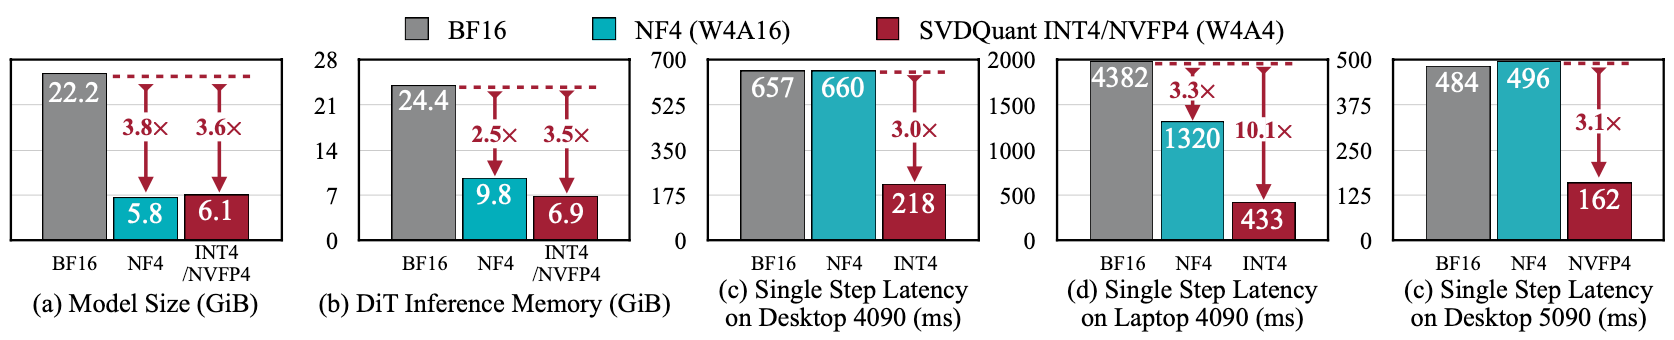 BF16 NF4 (W4A16) SVDQuant INT4/NVFP4 (W4A4)
22.2
3.8× 3.6×
5.8 6.1
BF16 NF4 INT4
/NVFP4
(a) Model Size (GiB)
28
21
14
7
0
24.4
2.5× 3.5×
9.8 6.9
BF16 NF4 INT4
/NVFP4
(b) DiT Inference Memory (GiB)
700
525
350
175
0
657 660
3.0×
218
BF16 NF4 INT4
(c) Single Step Latency
on Desktop 4090 (ms)
2000
1500
1000
500
0
4382
3.3×
1320
10.1×
433
BF16 NF4 INT4
(d) Single Step Latency
on Laptop 4090 (ms)
500
375
250
125
0
484 496
3.1×
162
BF16 NF4 NVFP4
(c) Single Step Latency
on Desktop 5090 (ms)